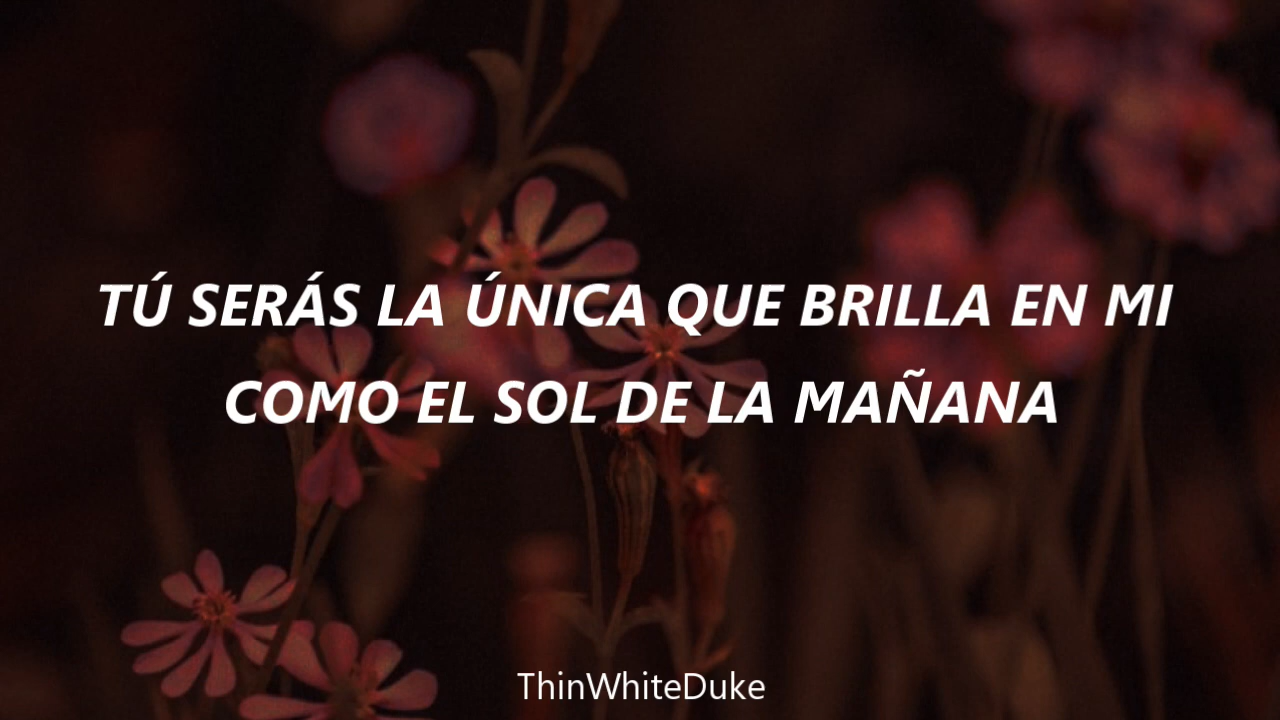 TÚ SERÁS LA ÚNICA QUE BRILLA EN MI
COMO EL SOL DE LA MAÑANA
ThinWhiteDuke